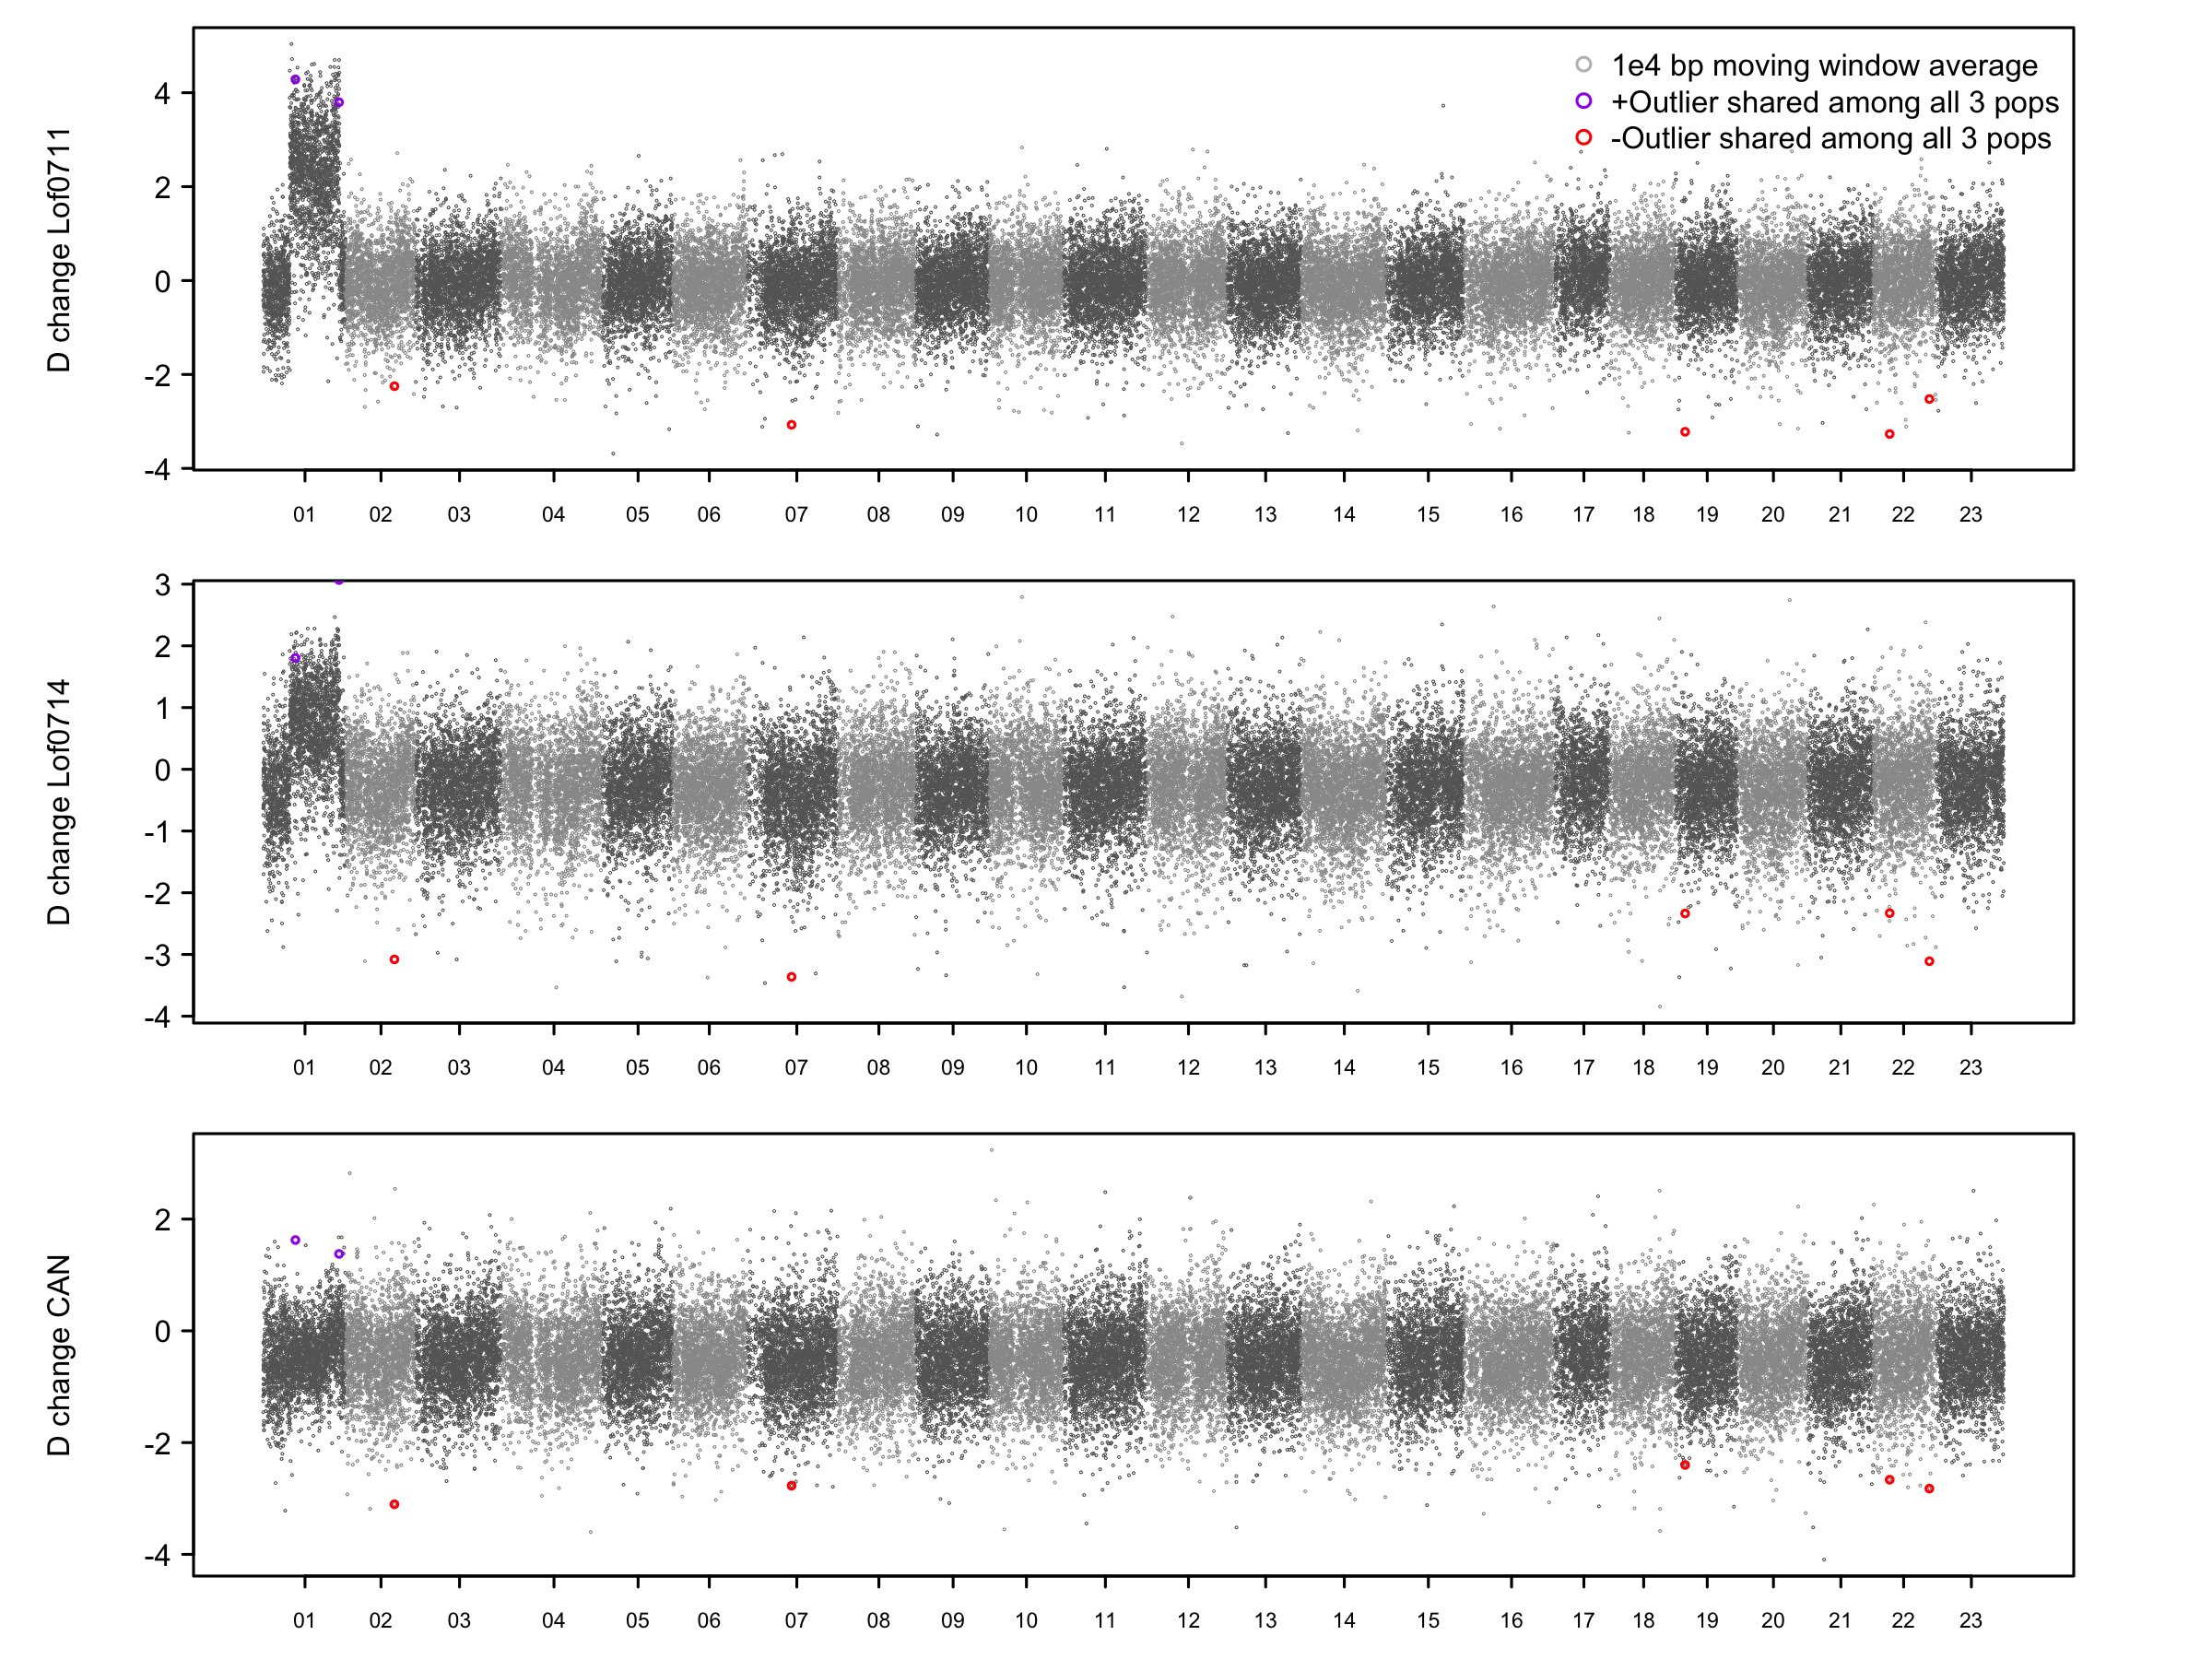 D change Lof0711
4
2
0
-2
-4
1e4 bp moving window average
+Outlier shared among all 3 pops
-Outlier shared among all 3 pops
01 02 03 04 05 06 07 08 09 10 11 12 13 14 15 16 17 18 19 20 21 22 23
D change Lof0714
3
2
1
0
-1
-2
-3
-4
01 02 03 04 05 06 07 08 09 10 11 12 13 14 15 16 17 18 19 20 21 22 23
D change CAN
2
0
-2
-4
01 02 03 04 05 06 07 08 09 10 11 12 13 14 15 16 17 18 19 20 21 22 23